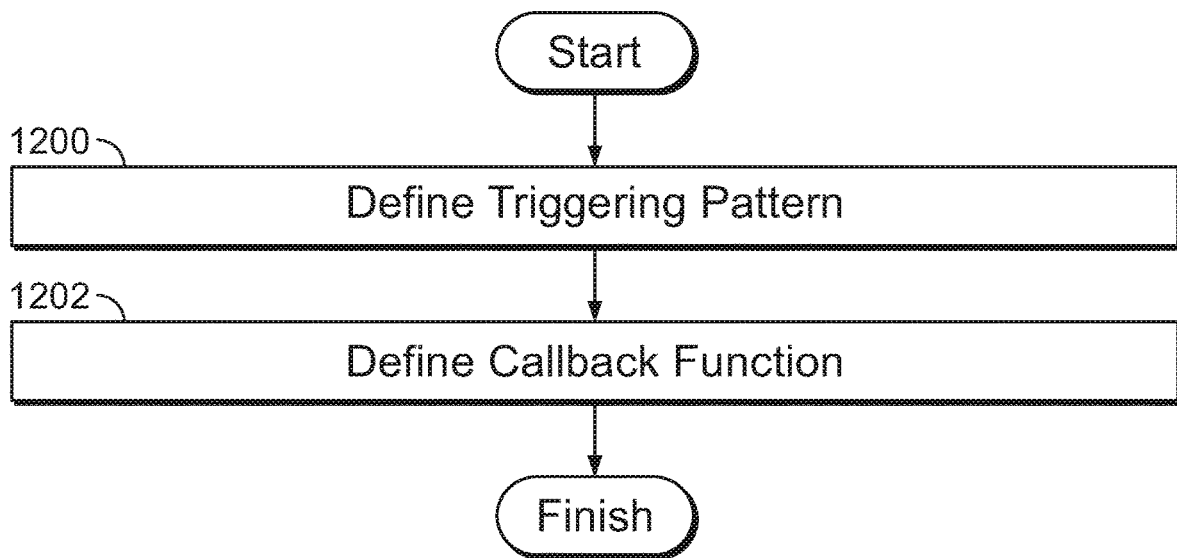 Start
1200
Define Triggering Pattern
1202
Define Callback Function
Finish